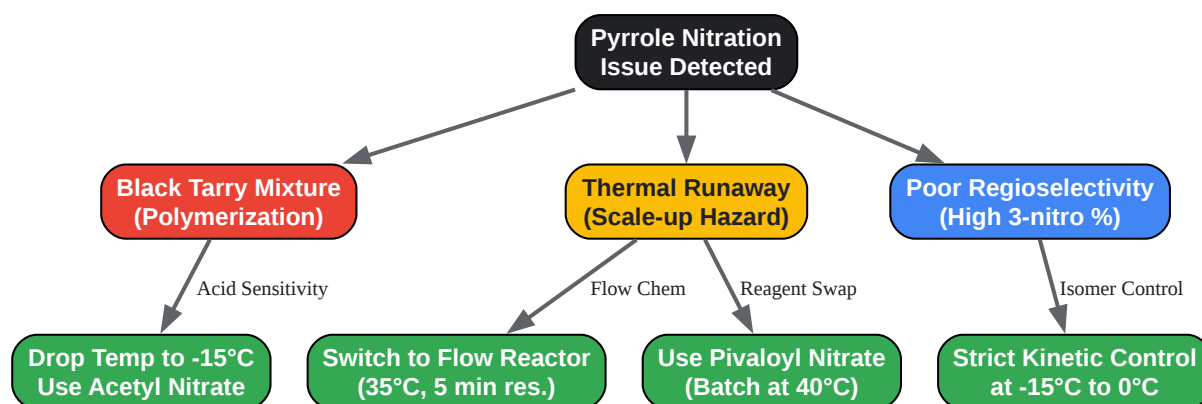 Pyrrole Nitration
Issue Detected
Black Tarry Mixture
(Polymerization)
Thermal Runaway
(Scale-up Hazard)
Poor Regioselectivity
(High 3-nitro %)
Acid Sensitivity
Flow Chem
Reagent Swap
Isomer Control
Drop Temp to -15°C
Use Acetyl Nitrate
Switch to Flow Reactor
(35°C, 5 min res.)
Use Pivaloyl Nitrate
(Batch at 40°C)
Strict Kinetic Control
at -15°C to 0°C